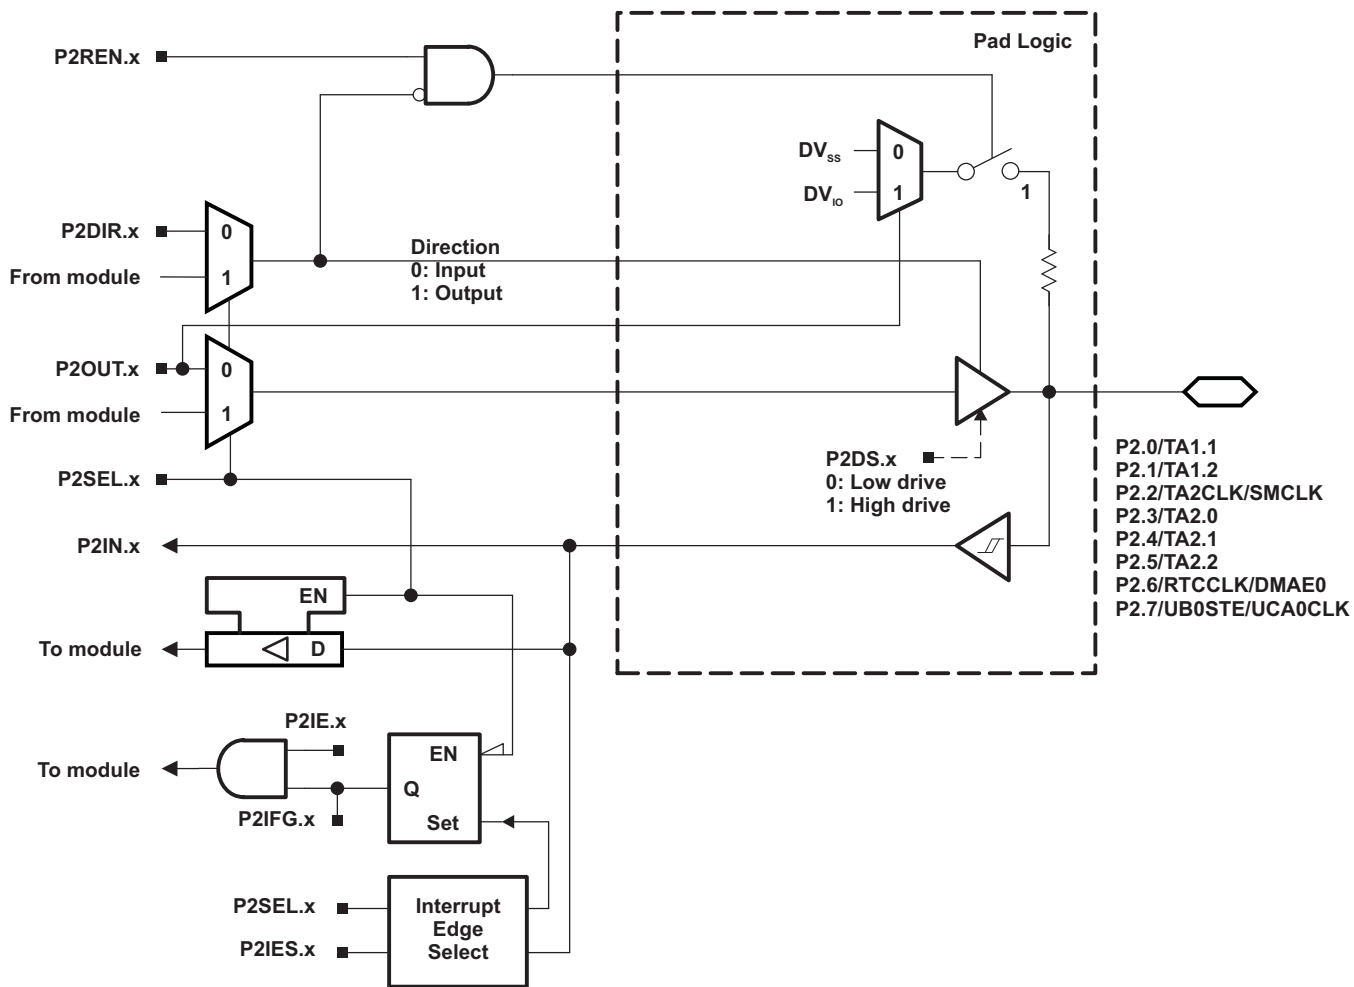 Pad Logic
P2REN.x
DVSS
0
DVIO
1
1
P2DIR.x
0
From module
1
Direction
0: Input
1: Output
P2OUT.x
0
From module
1
P2SEL.x
P2DS.x
0: Low drive
1: High drive
P2.0/TA1.1
P2.1/TA1.2
P2.2/TA2CLK/SMCLK
P2.3/TA2.0
P2.4/TA2.1
P2.5/TA2.2
P2.6/RTCCLK/DMAE0
P2.7/UB0STE/UCA0CLK
P2IN.x
EN
To module
D
P2IE.x
EN
To module
Q
P2IFG.x
Set
P2SEL.x
P2IES.x
Interrupt
Edge
Select